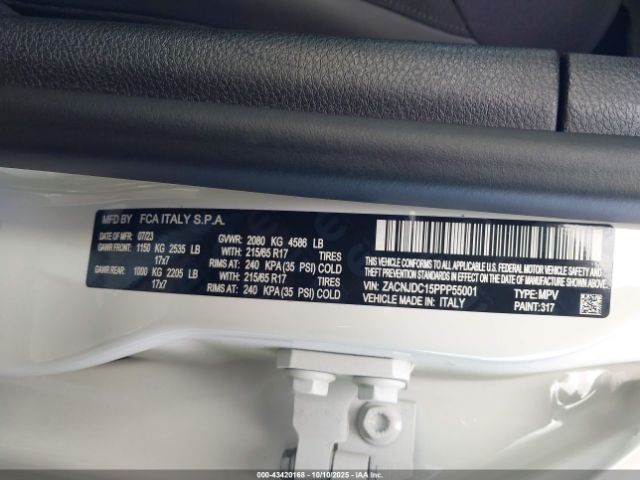 MFD BY FCA ITALY S.P.A.
DATE OF MFR: 07/23
GAWR FRONT: 1150 KG 2535 LB
17x7
GAWR REAR: 1000 KG 2205 LB
17x7
GVWR: 2080 KG 4586 LB
WITH: 215/65 R17 TIRES
RIMS AT: 240 KPA(35 PSI) COLD
WITH: 215/65 R17 TIRES
RIMS AT: 240 KPA(35 PSI) COLD
THIS VEHICLE CONFORMS TO ALL APPLICABLE U.S. FEDERAL MOTOR VEHICLE SAFETY
AND THEFT PREVENTION STANDARDS IN EFFECT ON THE DATE OF MANUFACTURE SHOWN ABOVE.
VIN: ZACNJDC15PPP55001 TYPE: MPV
VEHICLE MADE IN: ITALY PAINT:317
000-43420168 - 10/10/2025 - IAAI.com